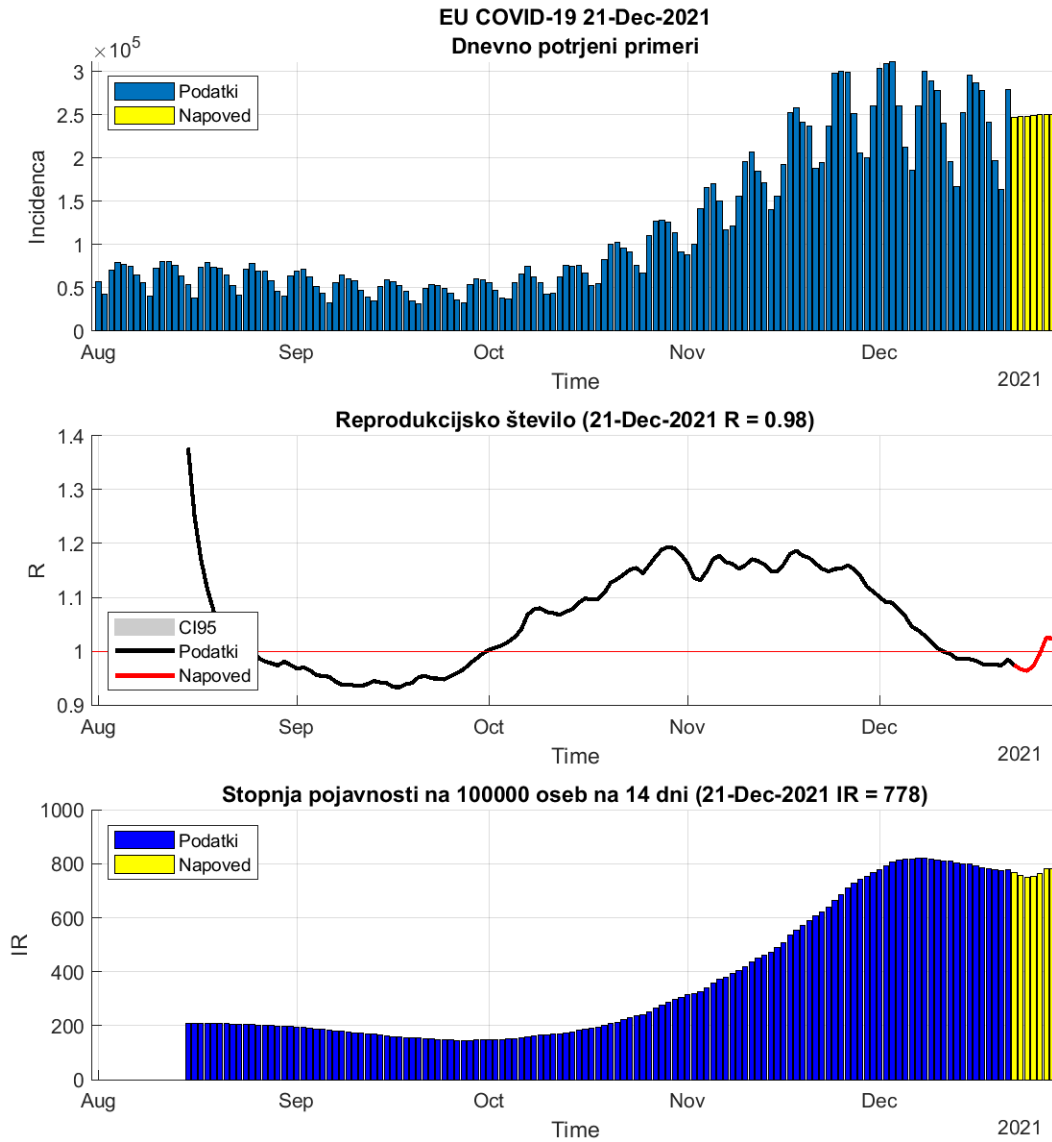 EU COVID-19 21-Dec-2021
Dnevno potrjeni primeri
×10⁵
3
2.5
2
1.5
1
0.5
0
Incidenca
Podatki
Napoved
Aug Sep Oct Nov Dec
Time
2021
Reprodukcijsko število (21-Dec-2021 R = 0.98)
1.4
1.3
1.2
1.1
1
0.9
R
CI95
Podatki
Napoved
Aug Sep Oct Nov Dec
Time
2021
Stopnja pojavnosti na 100000 oseb na 14 dni (21-Dec-2021 IR = 778)
1000
800
600
400
200
0
IR
Podatki
Napoved
Aug Sep Oct Nov Dec
Time
2021